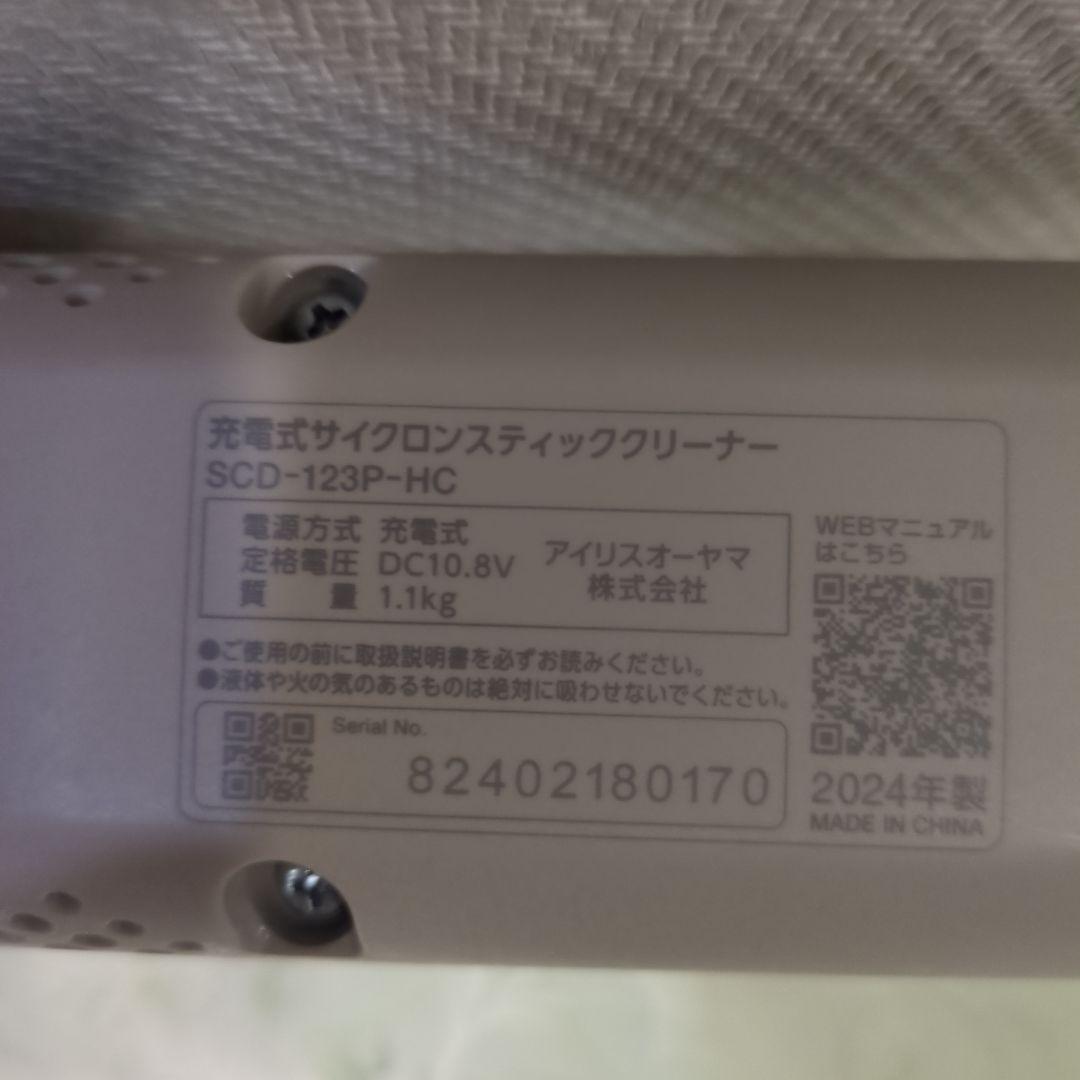 充電式サイクロンスティッククリーナー
SCD-123P-HC
電源方式 充電式
定格電圧 DC10.8V
質 量 1.1kg
アイリスオーヤマ
株式会社
●ご使用の前に取扱説明書を必ずお読みください。
●液体や火の気のあるものは絶対に吸わせないでください。
Serial No.
82402180170
WEBマニュアル
はこちら
2024年製
MADE IN CHINA